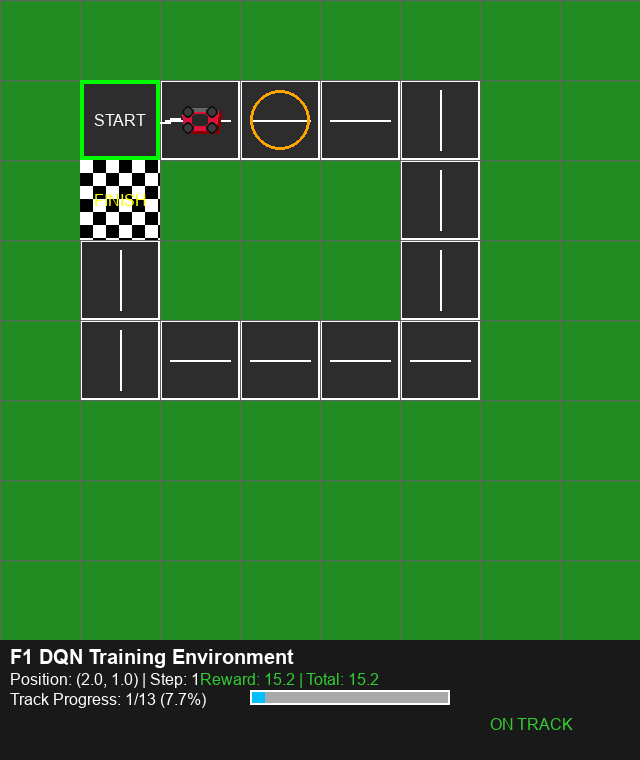 START
FINISH
F1 DQN Training Environment
Position: (2.0, 1.0) | Step: 1Reward: 15.2 | Total: 15.2
Track Progress: 1/13 (7.7%)
ON TRACK